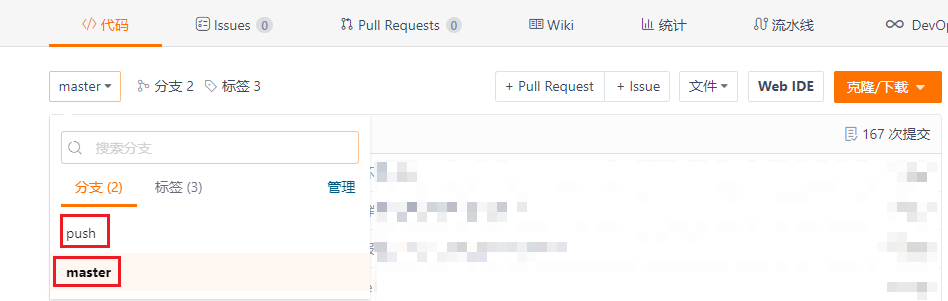 代码 Issues 0 Pull Requests 0 Wiki 统计 流水线 DevOp
master 分支 2 标签 3 + Pull Request + Issue 文件 Web IDE 克隆/下载
搜索分支 167 次提交
分支 (2) 标签 (3) 管理
push
master